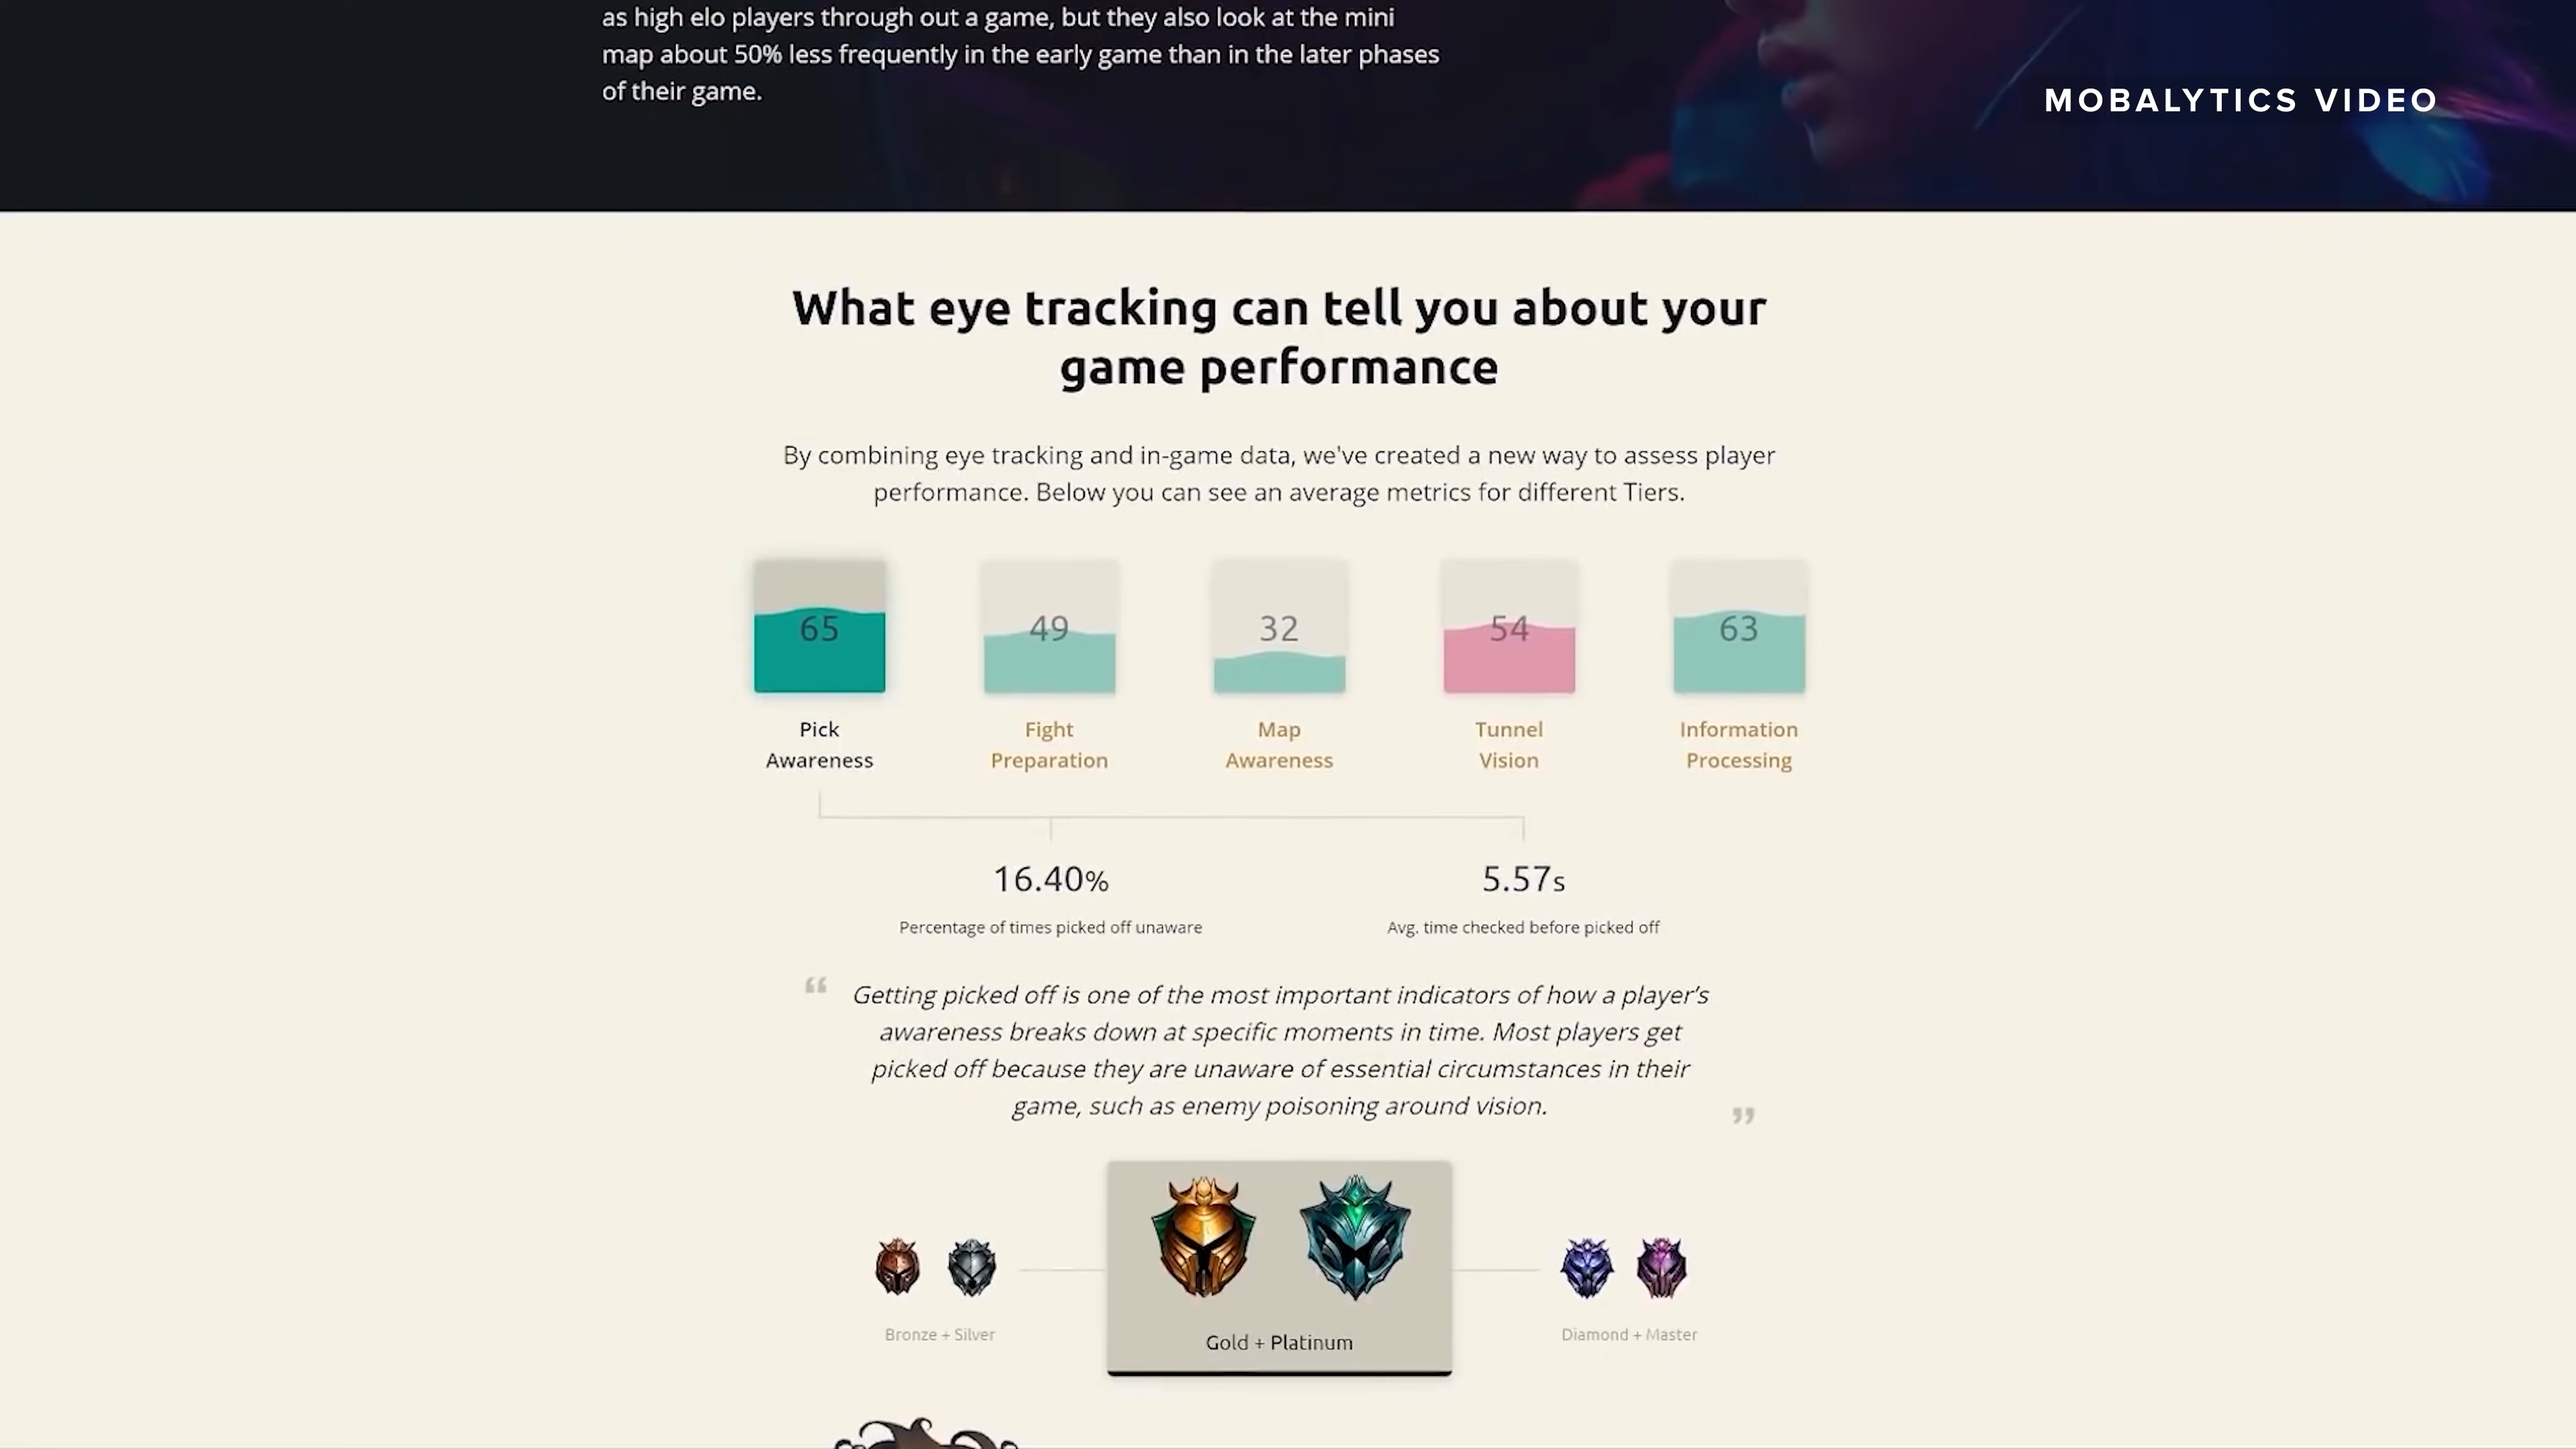 as high elo players through out a game, but they also look at the mini
map about 50% less frequently in the early game than in the later phases
of their game.
MOBALYTICS VIDEO
What eye tracking can tell you about your
game performance
By combining eye tracking and in-game data, we've created a new way to assess player
performance. Below you can see an average metrics for different Tiers.
65
49
32
54
63
Pick
Awareness
Fight
Preparation
Map
Awareness
Tunnel
Vision
Information
Processing
16.40%
Percentage of times picked off unaware
5.57s
Avg. time checked before picked off
“ Getting picked off is one of the most important indicators of how a player’s
awareness breaks down at specific moments in time. Most players get
picked off because they are unaware of essential circumstances in their
game, such as enemy poisoning around vision. ”
Bronze + Silver
Gold + Platinum
Diamond + Master